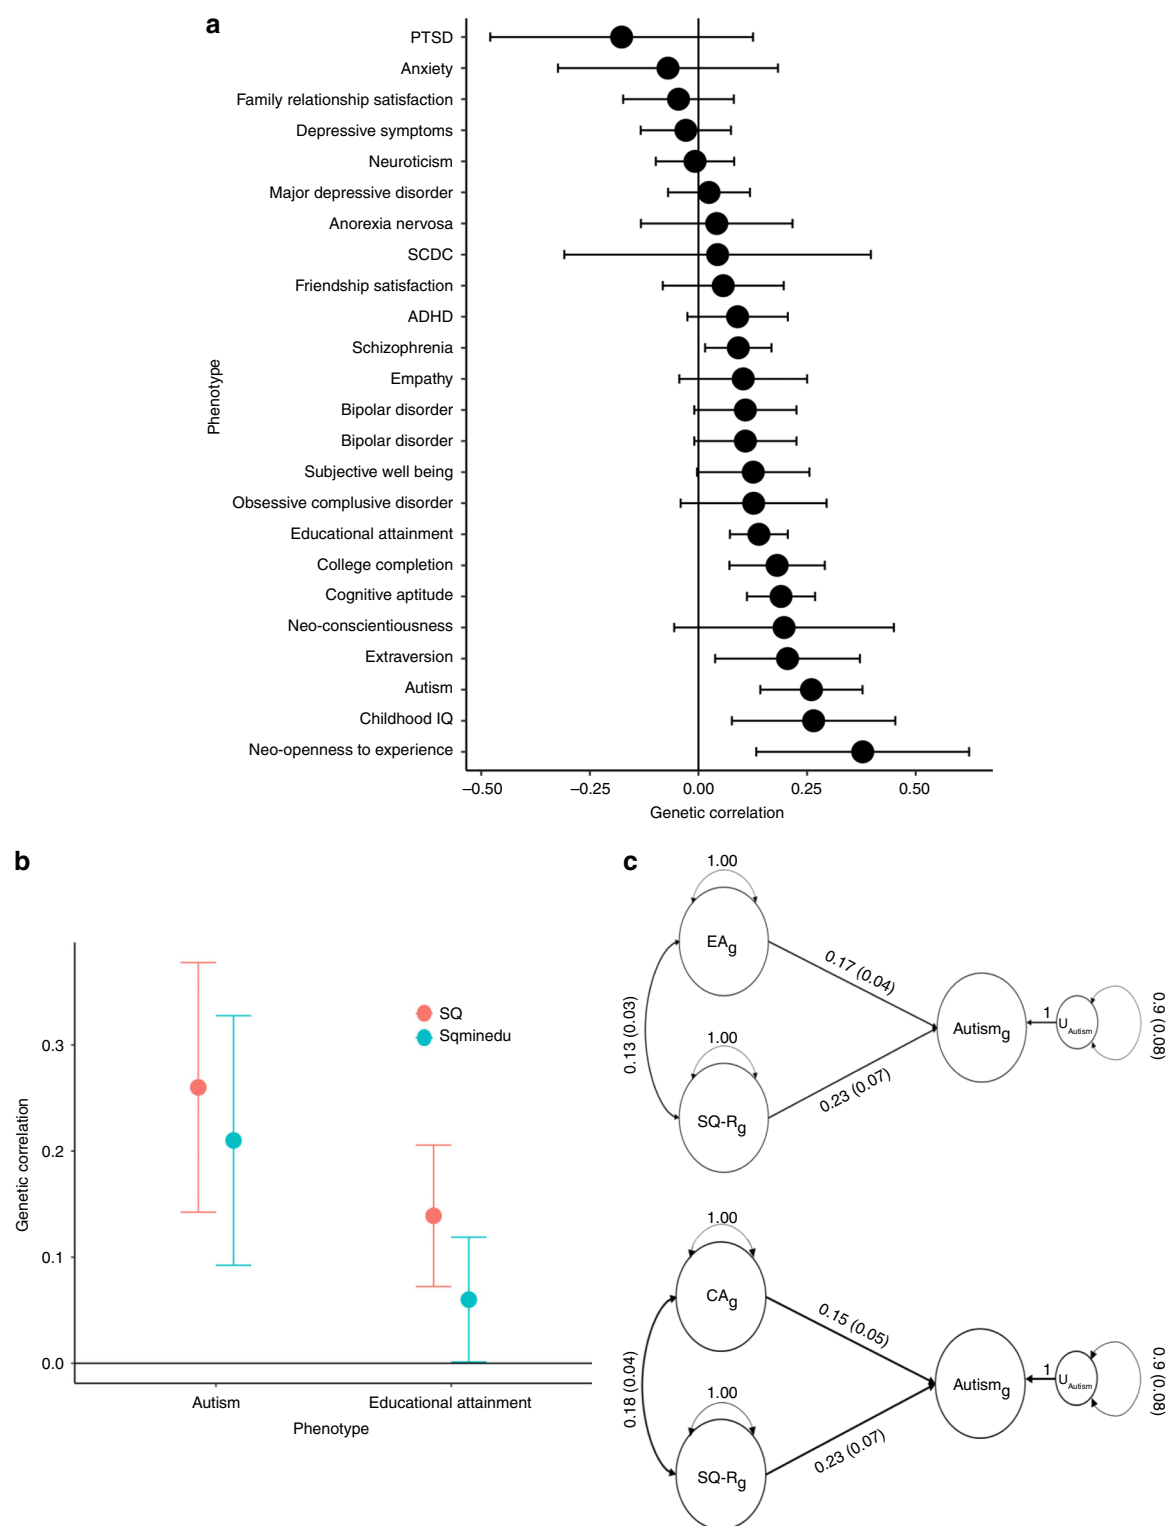 a
PTSD
Anxiety
Family relationship satisfaction
Depressive symptoms
Neuroticism
Major depressive disorder
Anorexia nervosa
SCDC
Friendship satisfaction
ADHD
Schizophrenia
Empathy
Bipolar disorder
Bipolar disorder
Subjective well being
Obsessive complusive disorder
Educational attainment
College completion
Cognitive aptitude
Neo-conscientiousness
Extraversion
Autism
Childhood IQ
Neo-openness to experience
Phenotype
–0.50 –0.25 0.00 0.25 0.50
Genetic correlation
b
0.3
0.2
0.1
0.0
Genetic correlation
SQ
Sqminedu
Autism Educational attainment
Phenotype
c
1.00
EAg
0.17 (0.04)
0.13 (0.03)
1.00
SQ-Rg
0.23 (0.07)
Autismg
1
UAutism
0.9 (0.08)
1.00
CAg
0.15 (0.05)
0.18 (0.04)
1.00
SQ-Rg
0.23 (0.07)
Autismg
1
UAutism
0.9 (0.08)